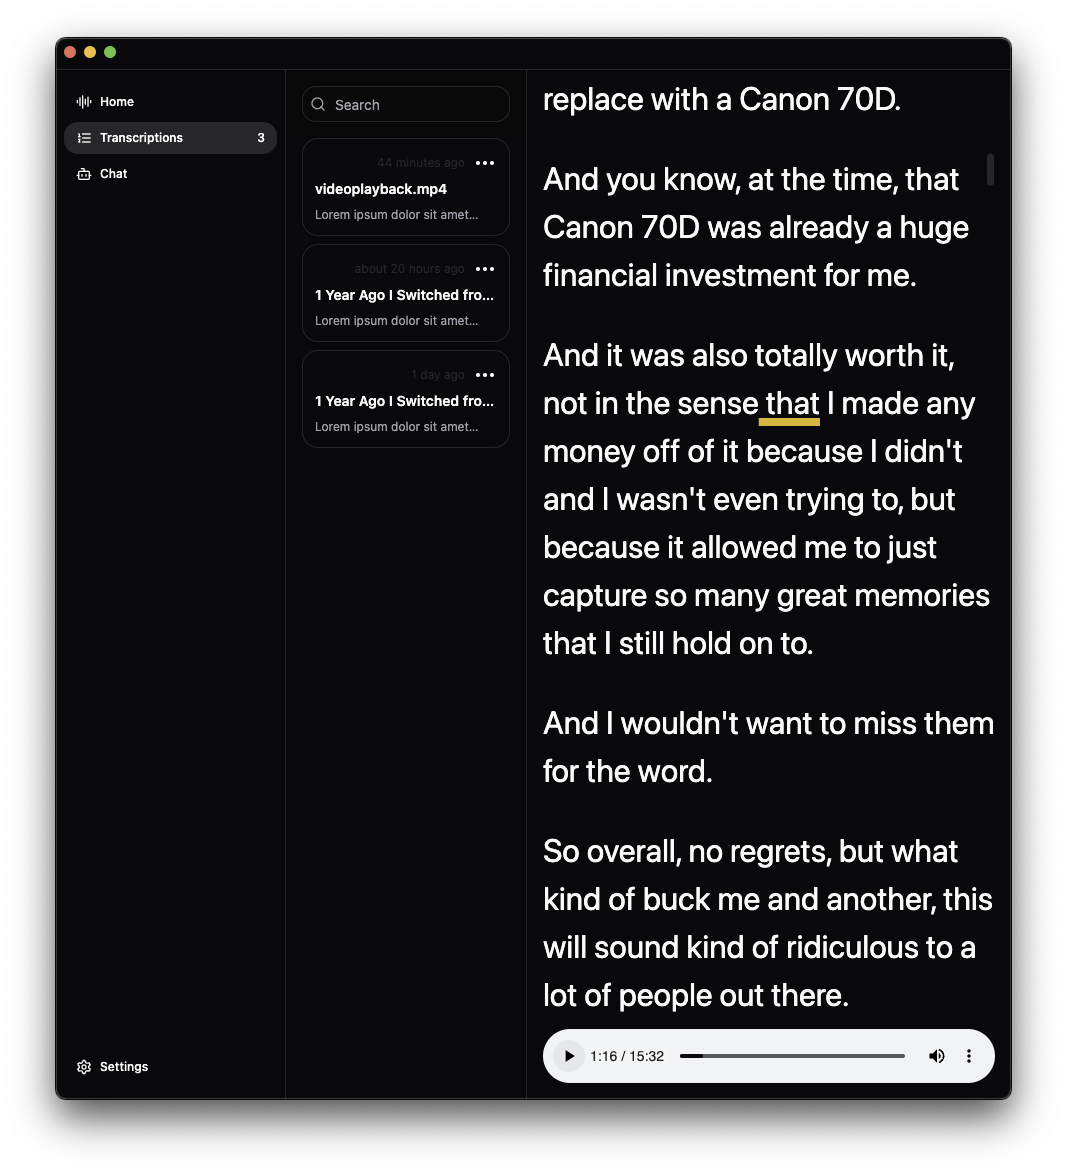 Home
Transcriptions 3
Chat
Settings
Search
44 minutes ago
videoplayback.mp4
Lorem ipsum dolor sit amet...
about 20 hours ago
1 Year Ago I Switched fro...
Lorem ipsum dolor sit amet...
1 day ago
1 Year Ago I Switched fro...
Lorem ipsum dolor sit amet...
replace with a Canon 70D.
And you know, at the time, that
Canon 70D was already a huge
financial investment for me.
And it was also totally worth it,
not in the sense that I made any
money off of it because I didn't
and I wasn't even trying to, but
because it allowed me to just
capture so many great memories
that I still hold on to.
And I wouldn't want to miss them
for the word.
So overall, no regrets, but what
kind of buck me and another, this
will sound kind of ridiculous to a
lot of people out there.
1:16 / 15:32